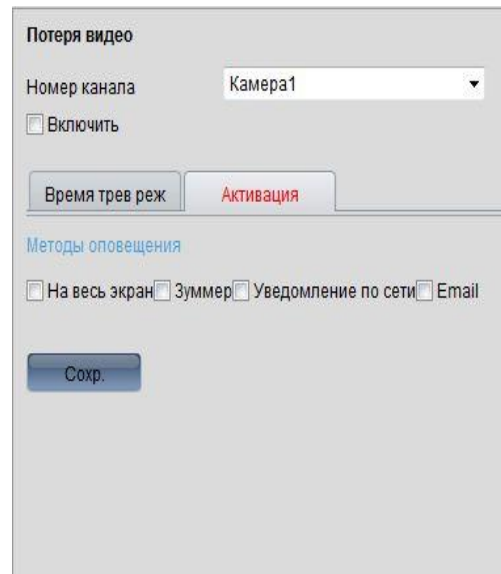 Потеря видео
Номер канала Камера1
Включить
Время трев реж Активация
Методы оповещения
На весь экран Зуммер Уведомление по сети Email
Сохр.